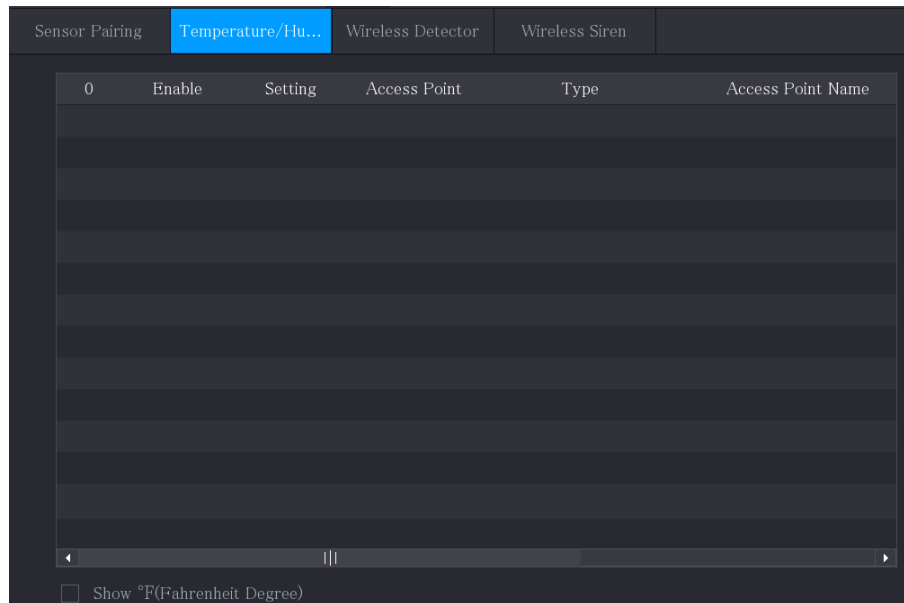 Sensor Pairing Temperature/Hu... Wireless Detector Wireless Siren
0 Enable Setting Access Point Type Access Point Name
Show °F(Fahrenheit Degree)